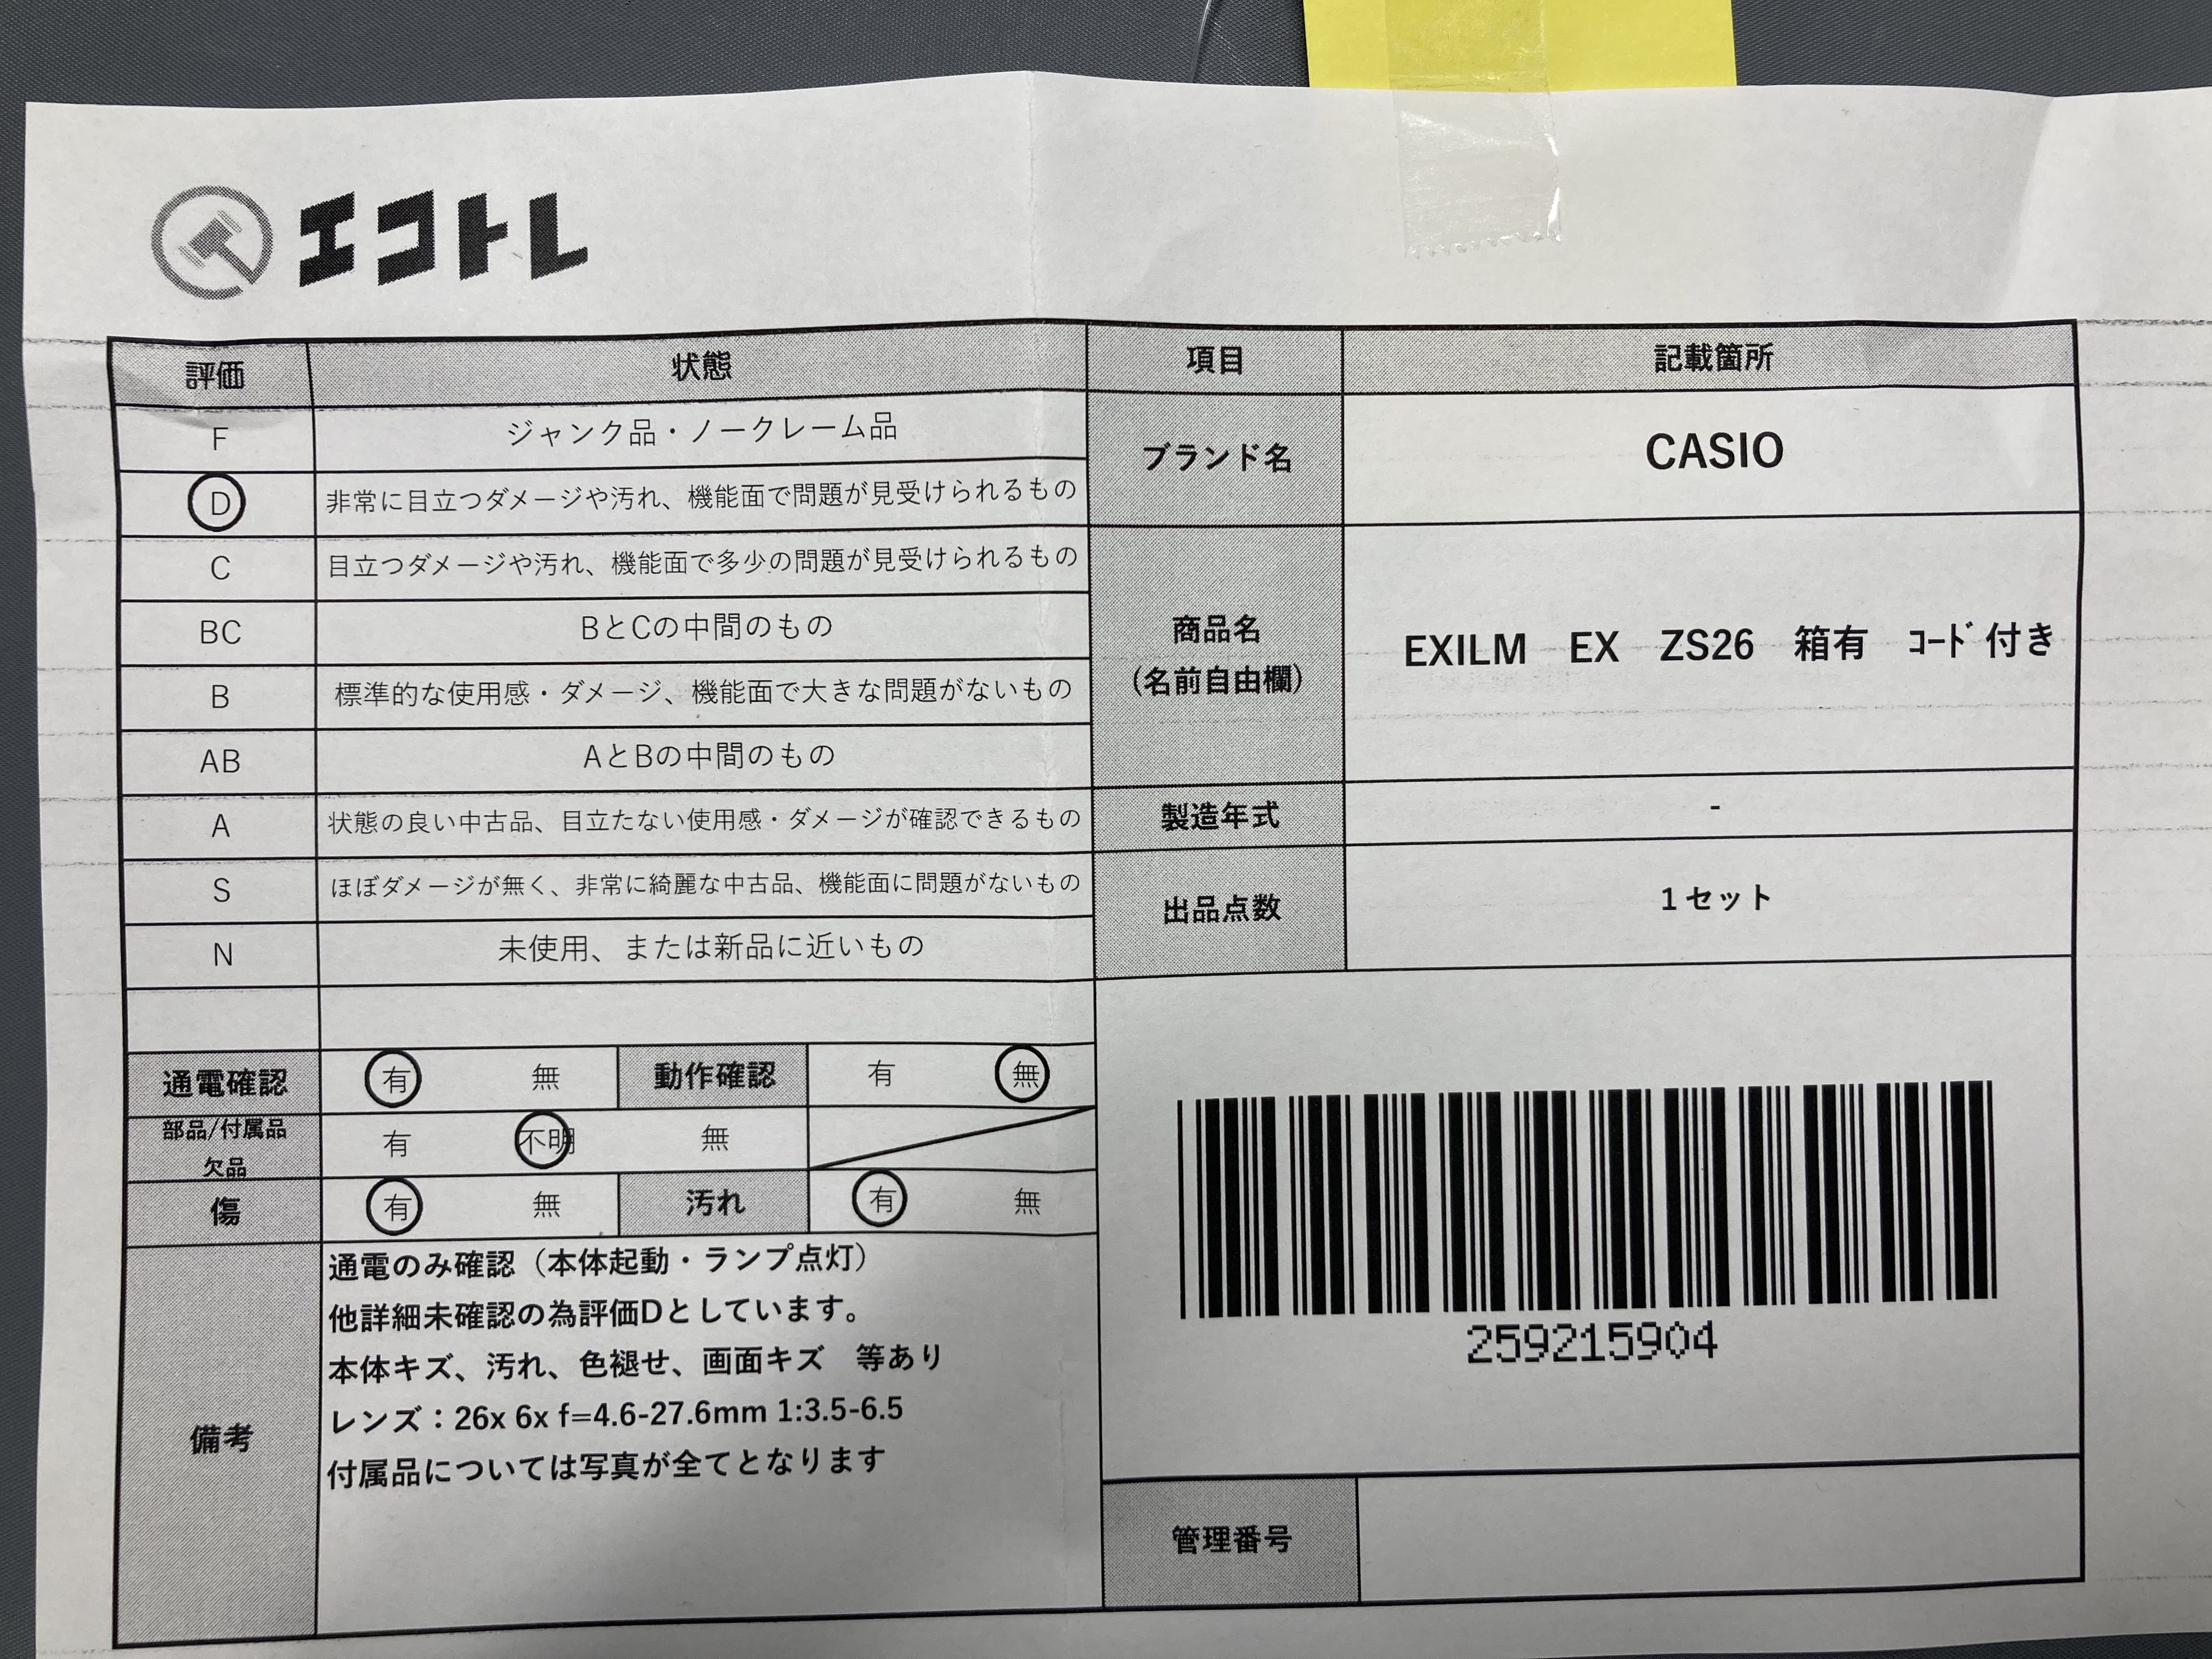 エコトレ
評価 状態 項目 記載箇所
F ジャンク品・ノークレーム品
D 非常に目立つダメージや汚れ、機能面で問題が見受けられるもの
C 目立つダメージや汚れ、機能面で多少の問題が見受けられるもの
BC BとCの中間のもの
B 標準的な使用感・ダメージ、機能面で大きな問題がないもの
AB AとBの中間のもの
A 状態の良い中古品、目立たない使用感・ダメージが確認できるもの
S ほぼダメージが無く、非常に綺麗な中古品、機能面に問題がないもの
N 未使用、または新品に近いもの
ブランド名 CASIO
商品名
(名前自由欄)
EXILM EX ZS26 箱有 ｺｰﾄﾞ付き
製造年式 -
出品点数 1セット
通電確認 有 無 動作確認 有 無
部品/付属品
欠品
有 不明 無
傷 有 無 汚れ 有 無
備考
通電のみ確認（本体起動・ランプ点灯）
他詳細未確認の為評価Dとしています。
本体キズ、汚れ、色褪せ、画面キズ 等あり
レンズ：26x 6x f=4.6-27.6mm 1:3.5-6.5
付属品については写真が全てとなります
259215904
管理番号